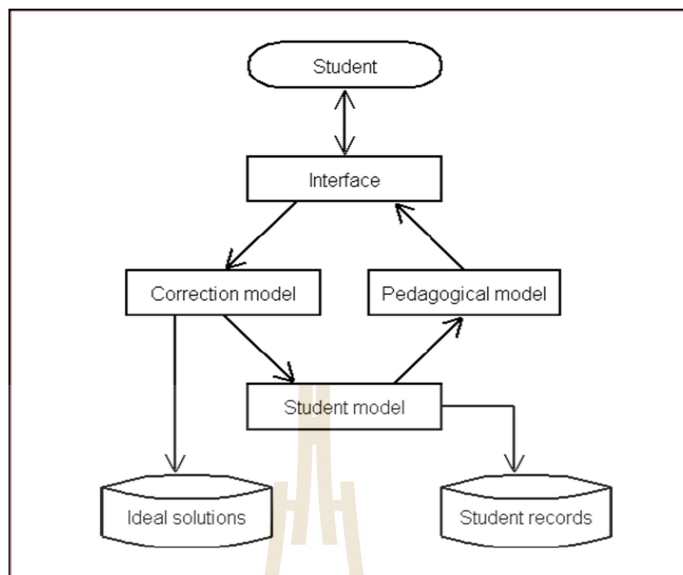 Student
Interface
Correction model
Pedagogical model
Student model
Ideal solutions
Student records